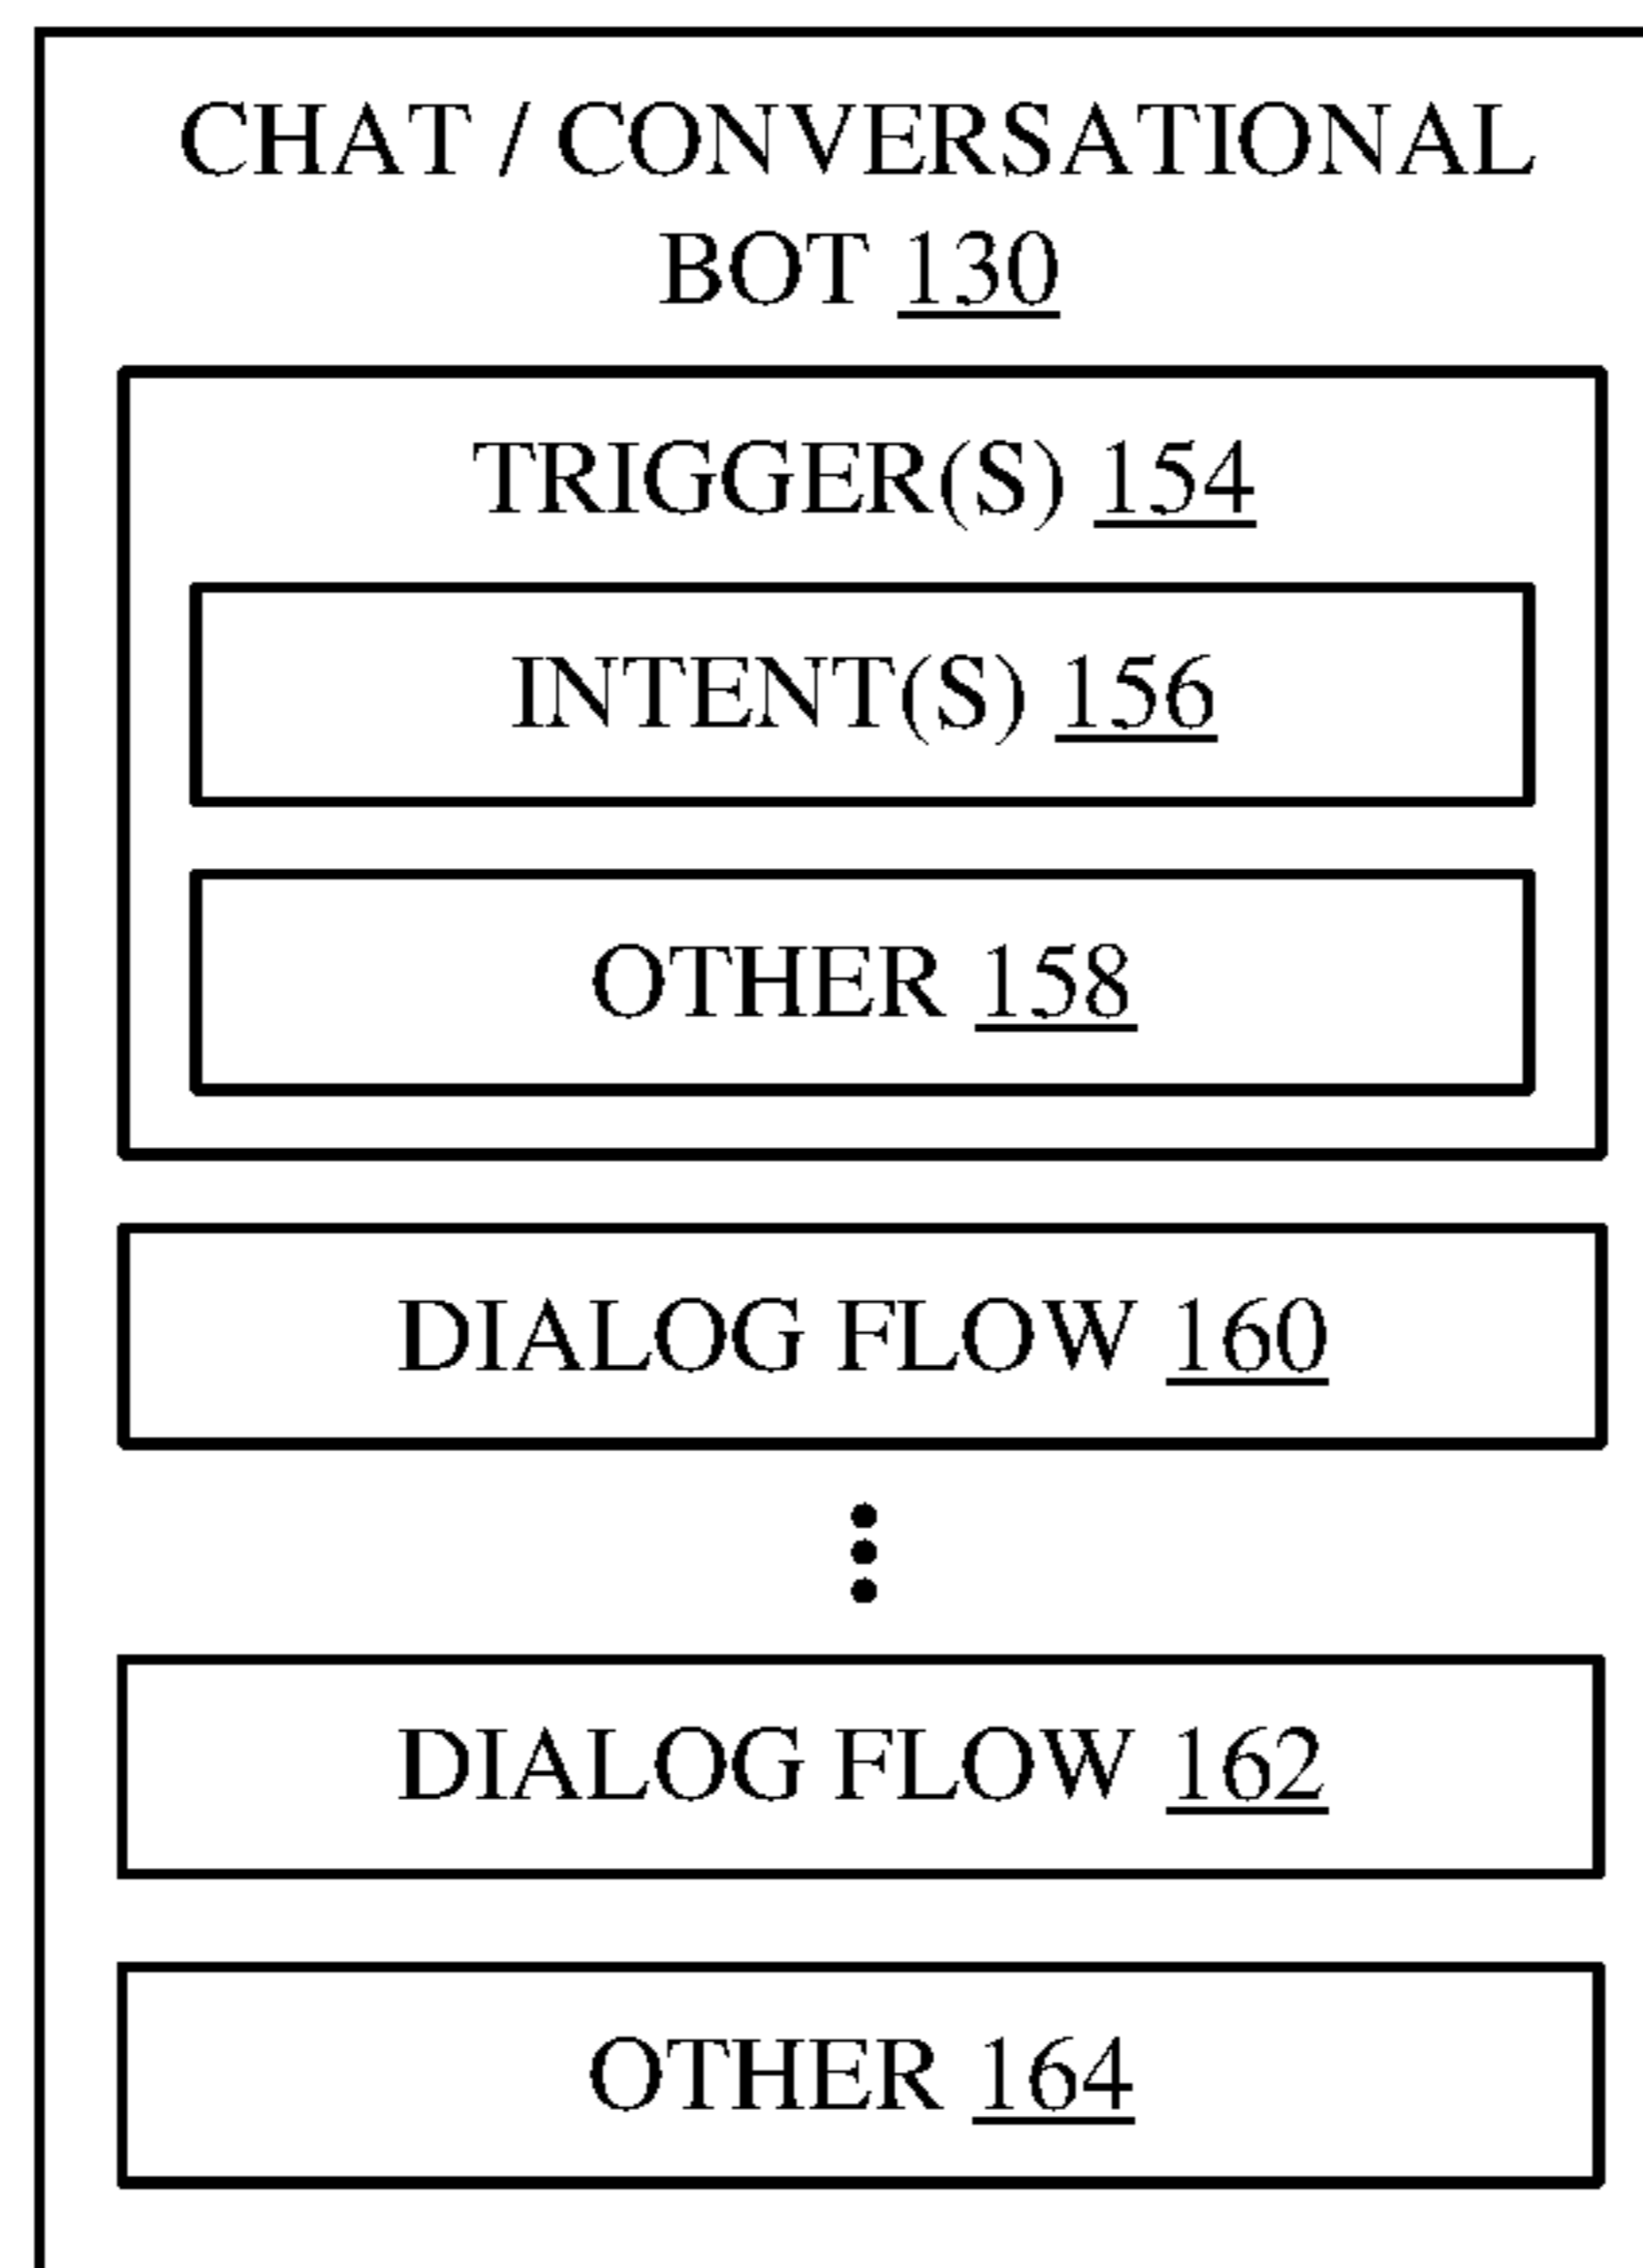 CHAT / CONVERSATIONAL
BOT 130
TRIGGER(S) 154
INTENT(S) 156
OTHER 158
DIALOG FLOW 160
DIALOG FLOW 162
OTHER 164